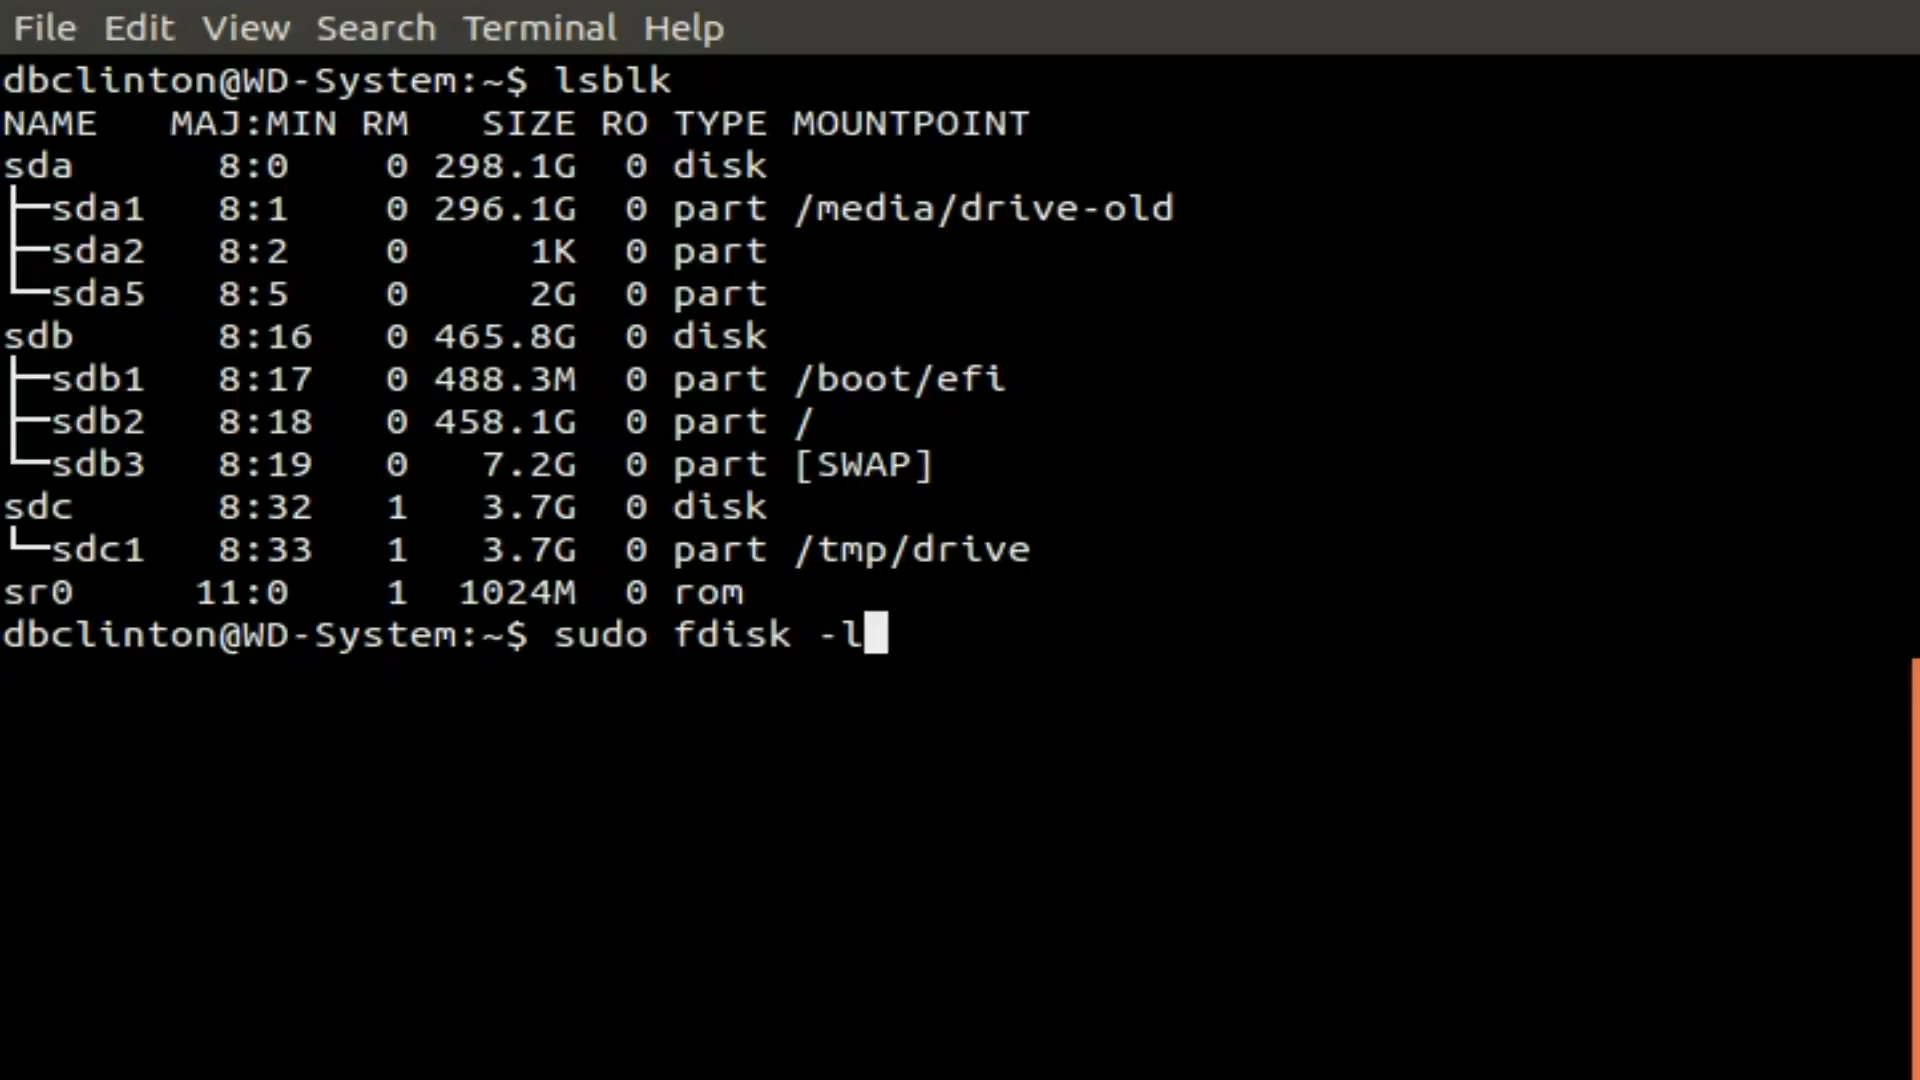 File Edit View Search Terminal Help
dbclinton@WD-System:~$ lsblk
NAME   MAJ:MIN RM   SIZE RO TYPE MOUNTPOINT
sda      8:0    0 298.1G  0 disk
├─sda1   8:1    0 296.1G  0 part /media/drive-old
├─sda2   8:2    0     1K  0 part
└─sda5   8:5    0     2G  0 part
sdb      8:16   0 465.8G  0 disk
├─sdb1   8:17   0 488.3M  0 part /boot/efi
├─sdb2   8:18   0 458.1G  0 part /
└─sdb3   8:19   0   7.2G  0 part [SWAP]
sdc      8:32   1   3.7G  0 disk
└─sdc1   8:33   1   3.7G  0 part /tmp/drive
sr0     11:0    1  1024M  0 rom
dbclinton@WD-System:~$ sudo fdisk -l